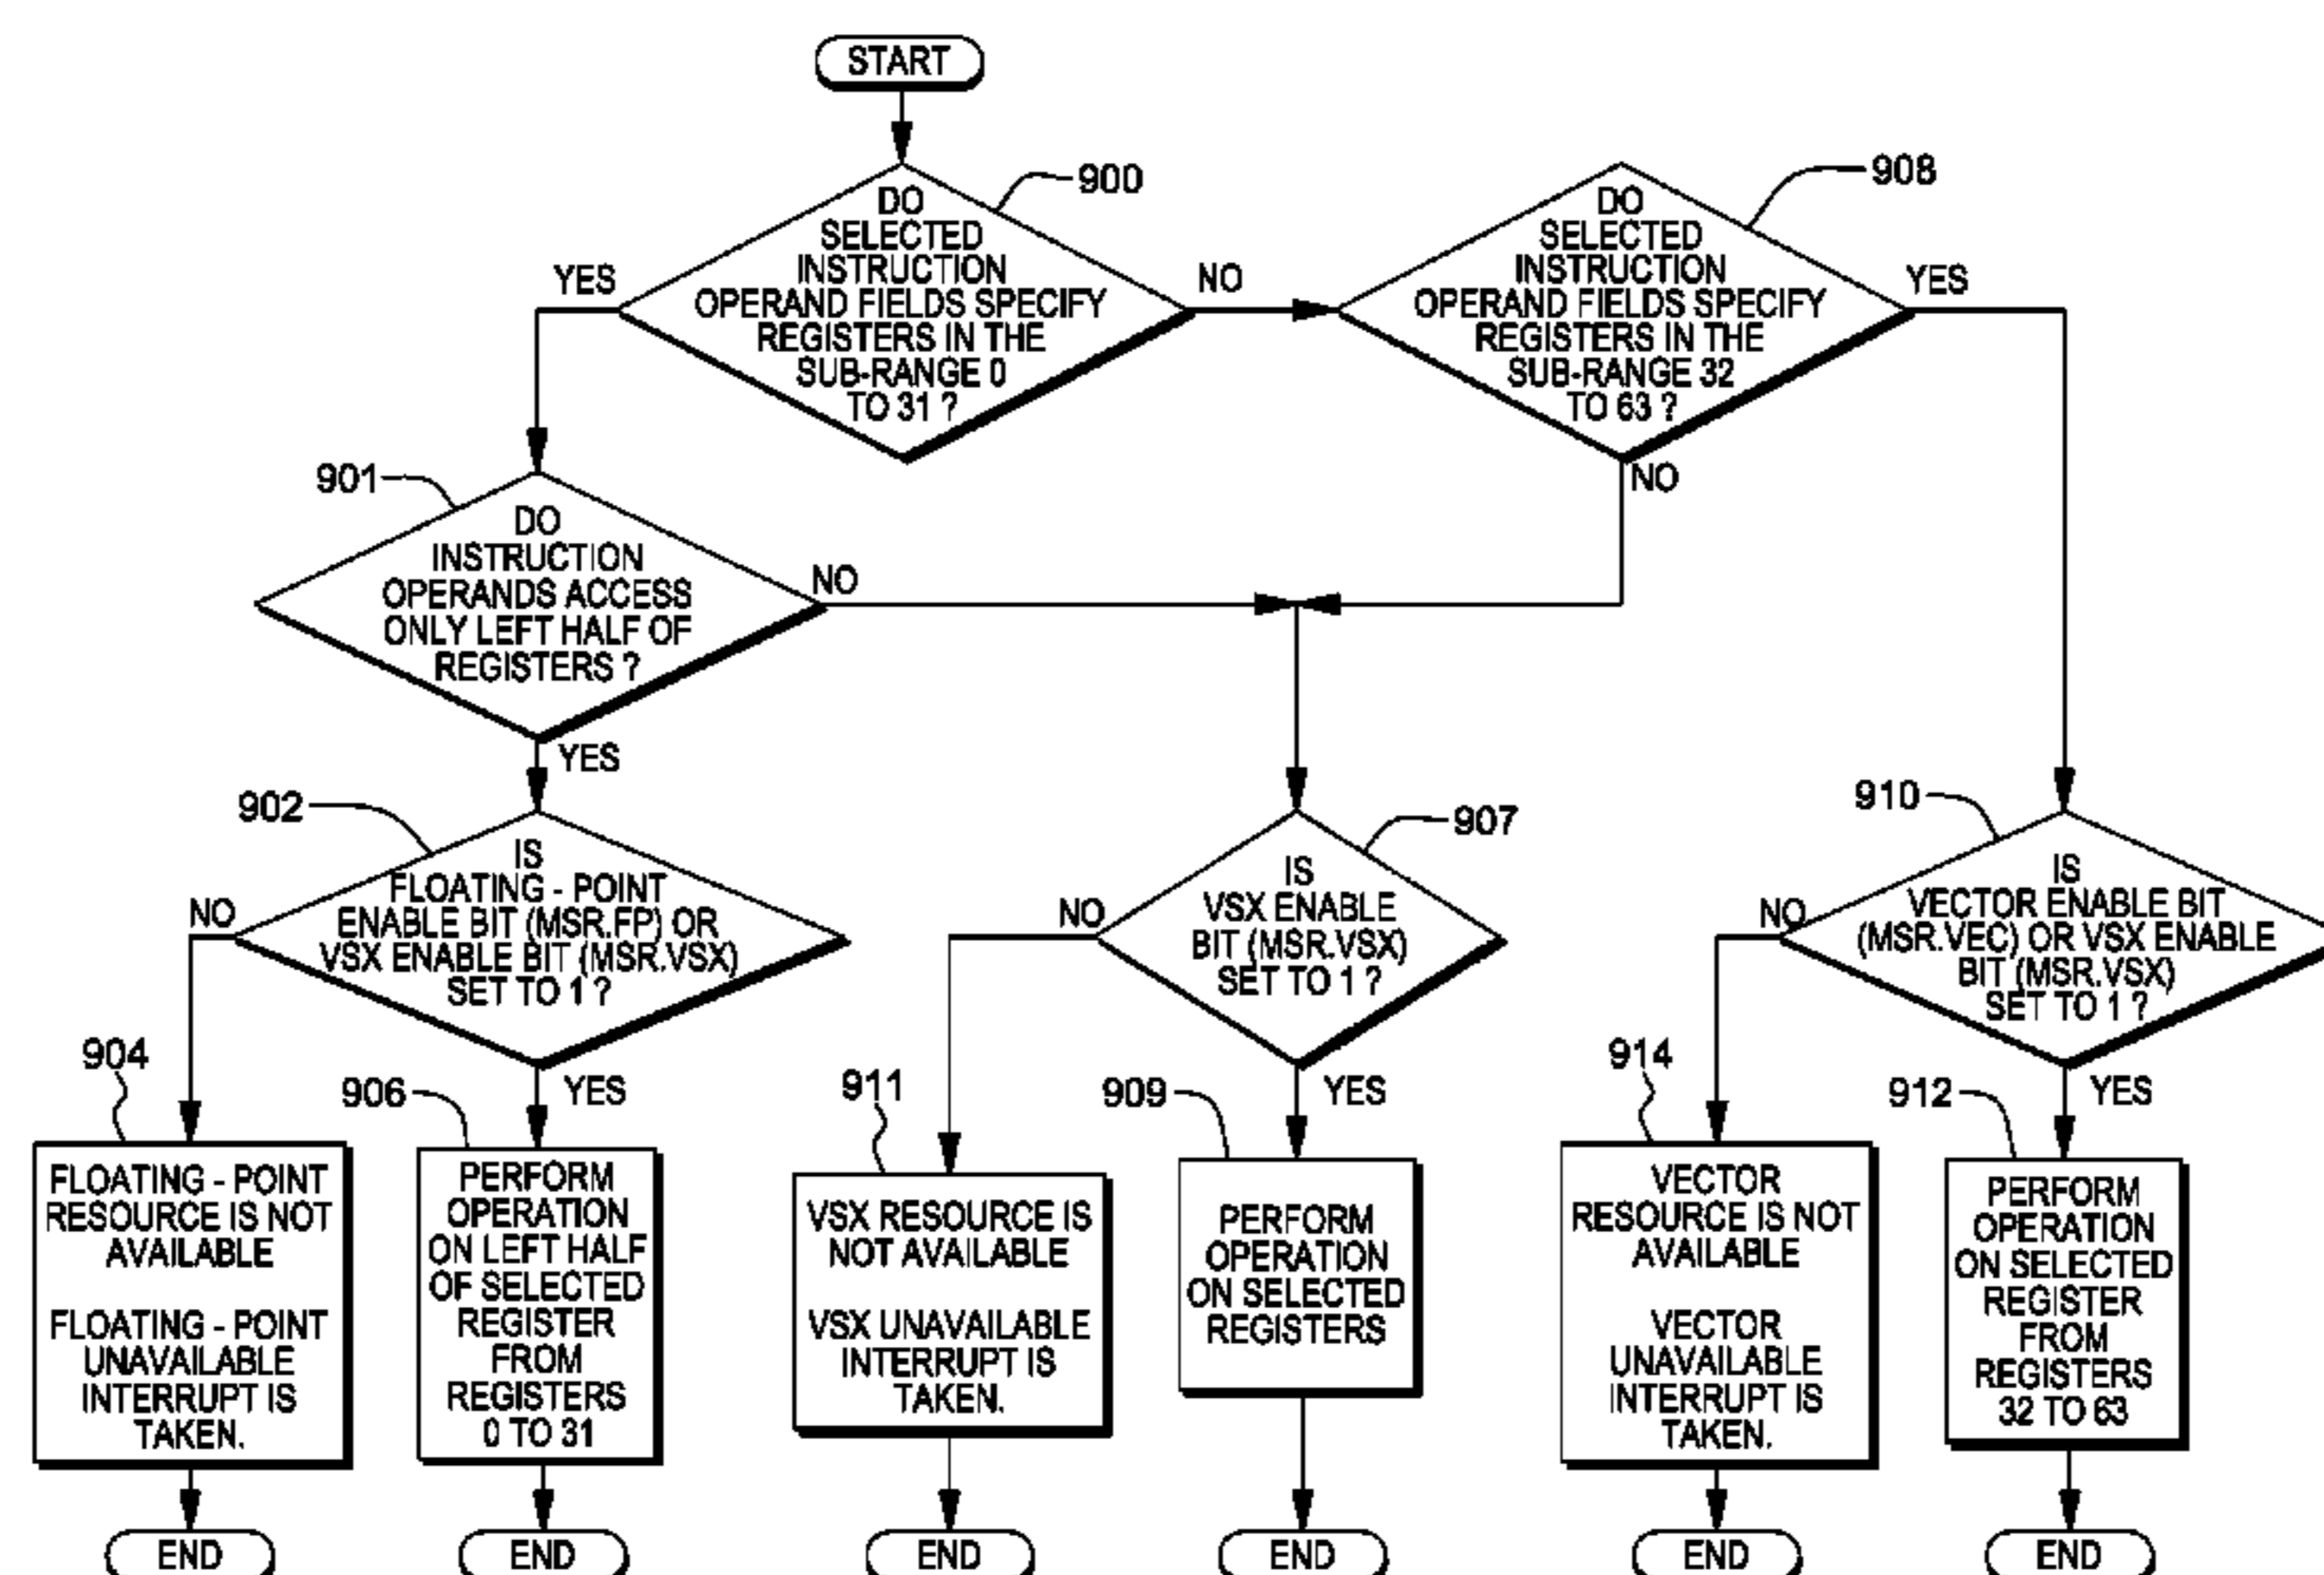 START
900
DO
SELECTED
INSTRUCTION
OPERAND FIELDS SPECIFY
REGISTERS IN THE
SUB-RANGE 0
TO 31 ?
YES
NO
908
DO
SELECTED
INSTRUCTION
OPERAND FIELDS SPECIFY
REGISTERS IN THE
SUB-RANGE 32
TO 63 ?
YES
NO
901
DO
INSTRUCTION
OPERANDS ACCESS
ONLY LEFT HALF OF
REGISTERS ?
NO
YES
902
IS
FLOATING - POINT
ENABLE BIT (MSR.FP) OR
VSX ENABLE BIT (MSR.VSX)
SET TO 1 ?
NO
YES
907
IS
VSX ENABLE
BIT (MSR.VSX)
SET TO 1 ?
NO
YES
910
IS
VECTOR ENABLE BIT
(MSR.VEC) OR VSX ENABLE
BIT (MSR.VSX)
SET TO 1 ?
NO
YES
904
FLOATING - POINT
RESOURCE IS NOT
AVAILABLE
FLOATING - POINT
UNAVAILABLE
INTERRUPT IS
TAKEN.
906
PERFORM
OPERATION
ON LEFT HALF
OF SELECTED
REGISTER
FROM
REGISTERS
0 TO 31
911
VSX RESOURCE IS
NOT AVAILABLE
VSX UNAVAILABLE
INTERRUPT IS
TAKEN.
909
PERFORM
OPERATION
ON SELECTED
REGISTERS
914
VECTOR
RESOURCE IS NOT
AVAILABLE
VECTOR
UNAVAILABLE
INTERRUPT IS
TAKEN.
912
PERFORM
OPERATION
ON SELECTED
REGISTER
FROM
REGISTERS
32 TO 63
END
END
END
END
END
END